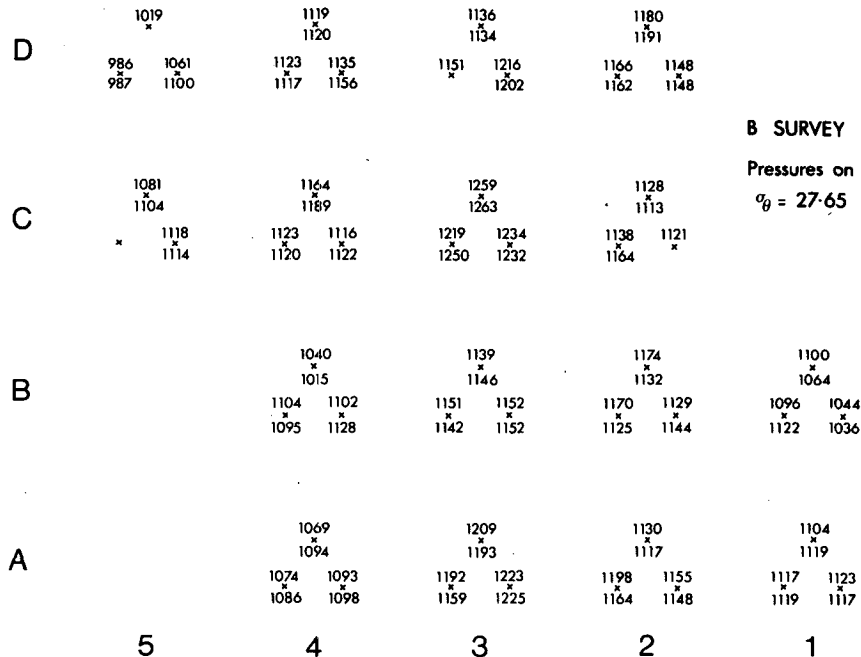 1019 1119 1136 1180
1120 1134 1191
D
986 1061 1123 1135 1151 1216 1166 1148
987 1100 1117 1156 1202 1162 1148
B SURVEY
Pressures on
σθ = 27·65
1081 1164 1259 1128
1104 1189 1263 1113
C
1118 1123 1116 1219 1234 1138 1121
1114 1120 1122 1250 1232 1164
1040 1139 1174 1100
1015 1146 1132 1064
B
1104 1102 1151 1152 1170 1129 1096 1044
1095 1128 1142 1152 1125 1144 1122 1036
1069 1209 1130 1104
1094 1193 1117 1119
A
1074 1093 1192 1223 1198 1155 1117 1123
1086 1098 1159 1225 1164 1148 1119 1117
5 4 3 2 1